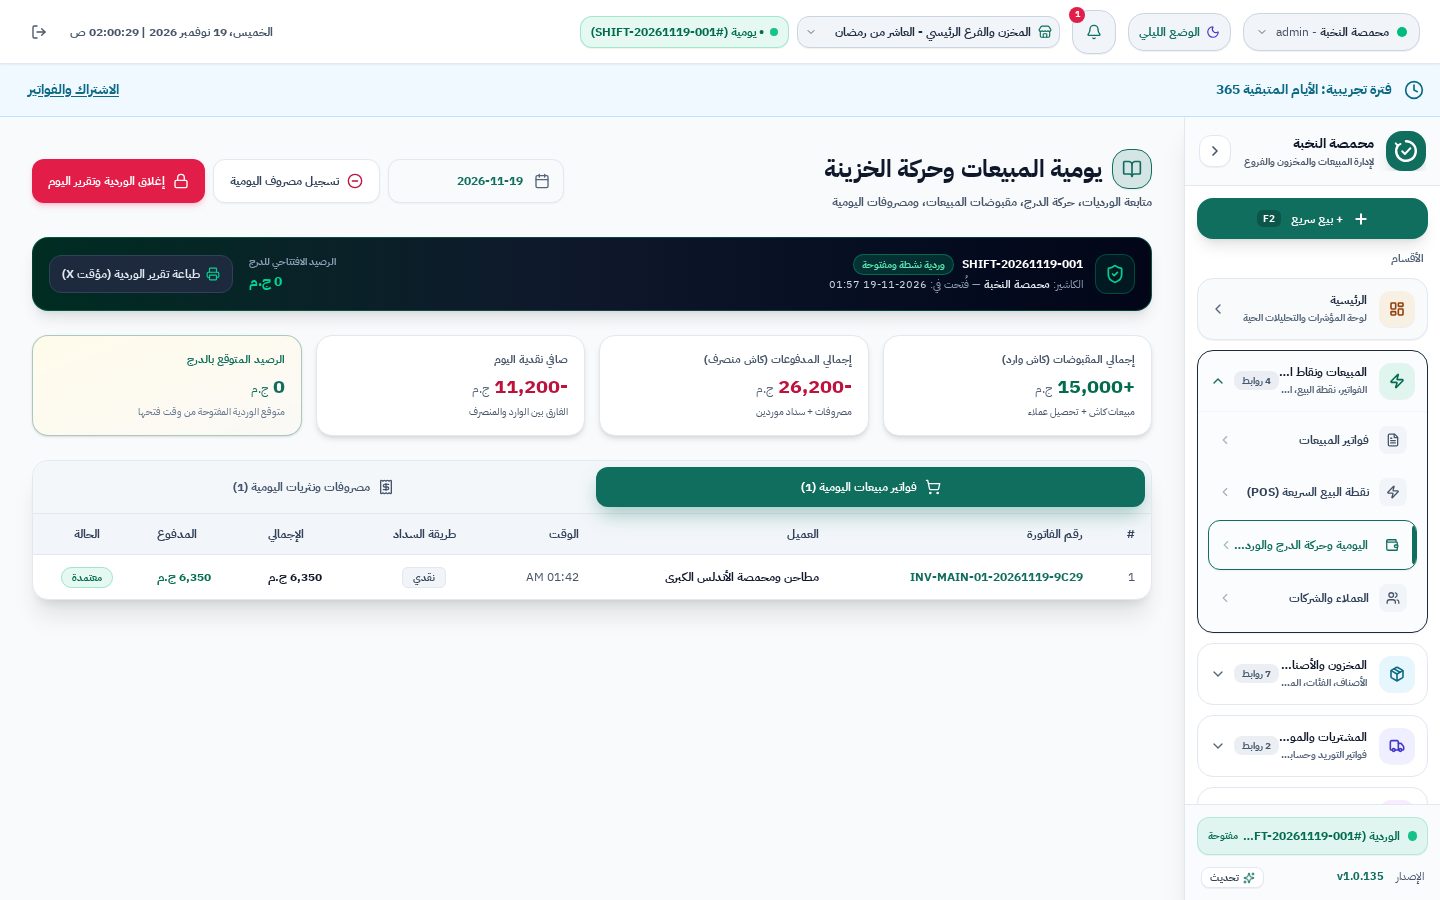 محمصة النخبة - admin
الوضع الليلي
1
المخزن والفرع الرئيسي - العاشر من رمضان
• يومية (#SHIFT-20261119-001)
الخميس، 19 نوفمبر 2026 | 02:00:29 ص
فترة تجريبية: الأيام المتبقية 365
الاشتراك والفواتير
محمصة النخبة
لإدارة المبيعات والمخزون والفروع
+ بيع سريع F2
الأقسام
الرئيسية
لوحة المؤشرات والتحليلات الحية
المبيعات ونقاط ا...
4 روابط
الفواتير، نقطة البيع، ا...
فواتير المبيعات
نقطة البيع السريعة (POS)
اليومية وحركة الدرج والورد...
العملاء والشركات
المخزون والأصنا...
7 روابط
الأصناف، الفئات، الم...
المشتريات والمو...
2 روابط
فواتير التوريد وحساب...
الوردية (#FT-20261119-001...
مفتوحة
الإصدار v1.0.135
تحديث
يومية المبيعات وحركة الخزينة
متابعة الورديات، حركة الدرج، مقبوضات المبيعات، ومصروفات اليومية
2026-11-19
تسجيل مصروف اليومية
إغلاق الوردية وتقرير اليوم
SHIFT-20261119-001
وردية نشطة ومفتوحة
الكاشير: محمصة النخبة — فُتحت في: 2026-11-19 01:57
الرصيد الافتتاحي للدرج
0 ج.م
طباعة تقرير الوردية (مؤقت X)
إجمالي المقبوضات (كاش وارد)
+15,000 ج.م
مبيعات كاش + تحصيل عملاء
إجمالي المدفوعات (كاش منصرف)
-26,200 ج.م
مصروفات + سداد موردين
صافي نقدية اليوم
-11,200 ج.م
الفارق بين الوارد والمنصرف
الرصيد المتوقع بالدرج
0 ج.م
متوقع الوردية المفتوحة من وقت فتحها
فواتير مبيعات اليومية (1)
مصروفات ونثريات اليومية (1)
# رقم الفاتورة العميل الوقت طريقة السداد الإجمالي المدفوع الحالة
1 INV-MAIN-01-20261119-9C29 مطاحن ومحمصة الأندلس الكبرى 01:42 AM نقدي 6,350 ج.م 6,350 ج.م معتمدة